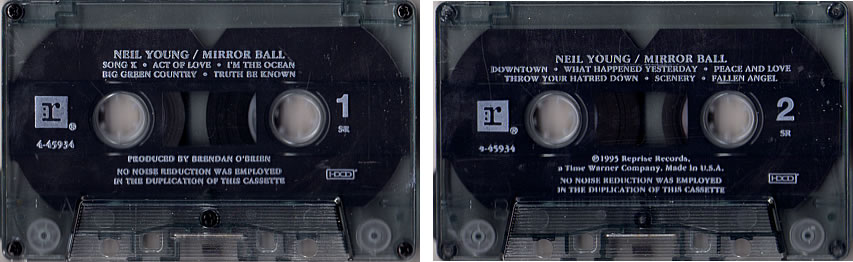 NEIL YOUNG / MIRROR BALL
SONG X • ACT OF LOVE • I'M THE OCEAN
BIG GREEN COUNTRY • TRUTH BE KNOWN
r
®
4-45934
1
SR
PRODUCED BY BRENDAN O'BRIEN
NO NOISE REDUCTION WAS EMPLOYED
IN THE DUPLICATION OF THIS CASSETTE
HDCD
NEIL YOUNG / MIRROR BALL
DOWNTOWN • WHAT HAPPENED YESTERDAY • PEACE AND LOVE
THROW YOUR HATRED DOWN • SCENERY • FALLEN ANGEL
r
®
4-45934
2
SR
©1995 Reprise Records,
a Time Warner Company. Made in U.S.A.
NO NOISE REDUCTION WAS EMPLOYED
IN THE DUPLICATION OF THIS CASSETTE
HDCD